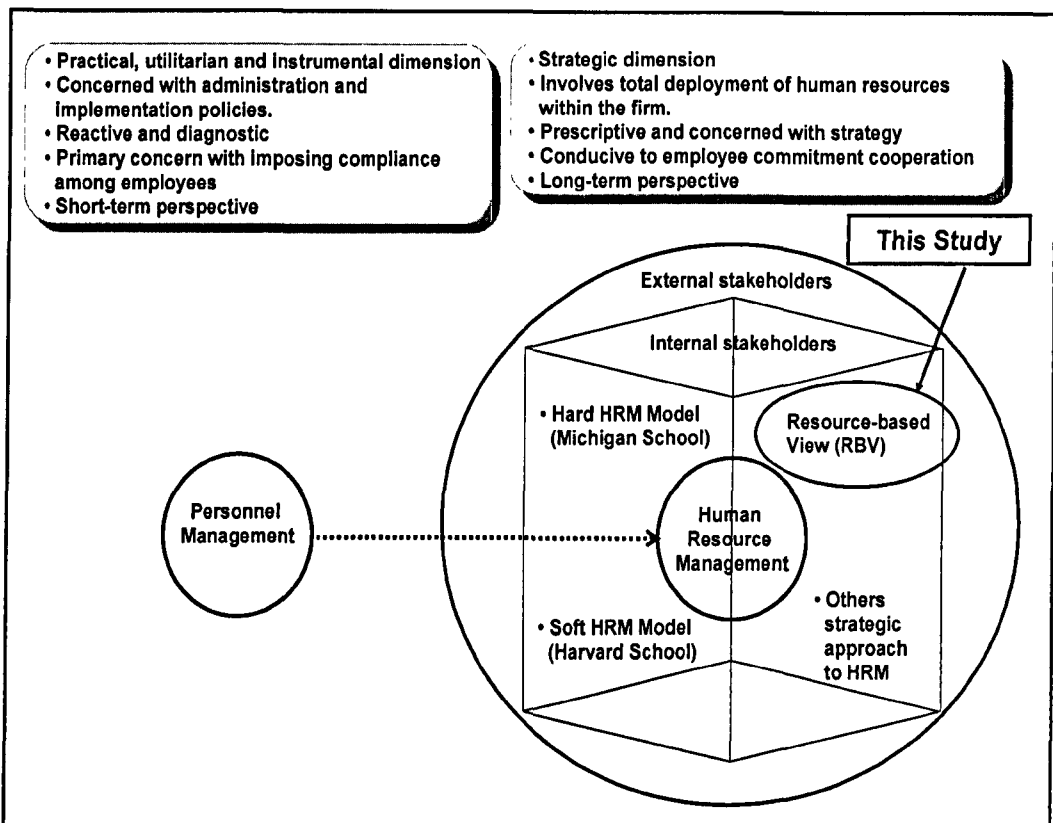 • Practical, utilitarian and Instrumental dimension
• Concerned with administration and
implementation policies.
• Reactive and diagnostic
• Primary concern with Imposing compliance
among employees
• Short-term perspective
• Strategic dimension
• Involves total deployment of human resources
within the firm.
• Prescriptive and concerned with strategy
• Conducive to employee commitment cooperation
• Long-term perspective
This Study
External stakeholders
Internal stakeholders
• Hard HRM Model
(Michigan School)
Resource-based
View (RBV)
Personnel
Management
Human
Resource
Management
• Soft HRM Model
(Harvard School)
• Others
strategic
approach
to HRM